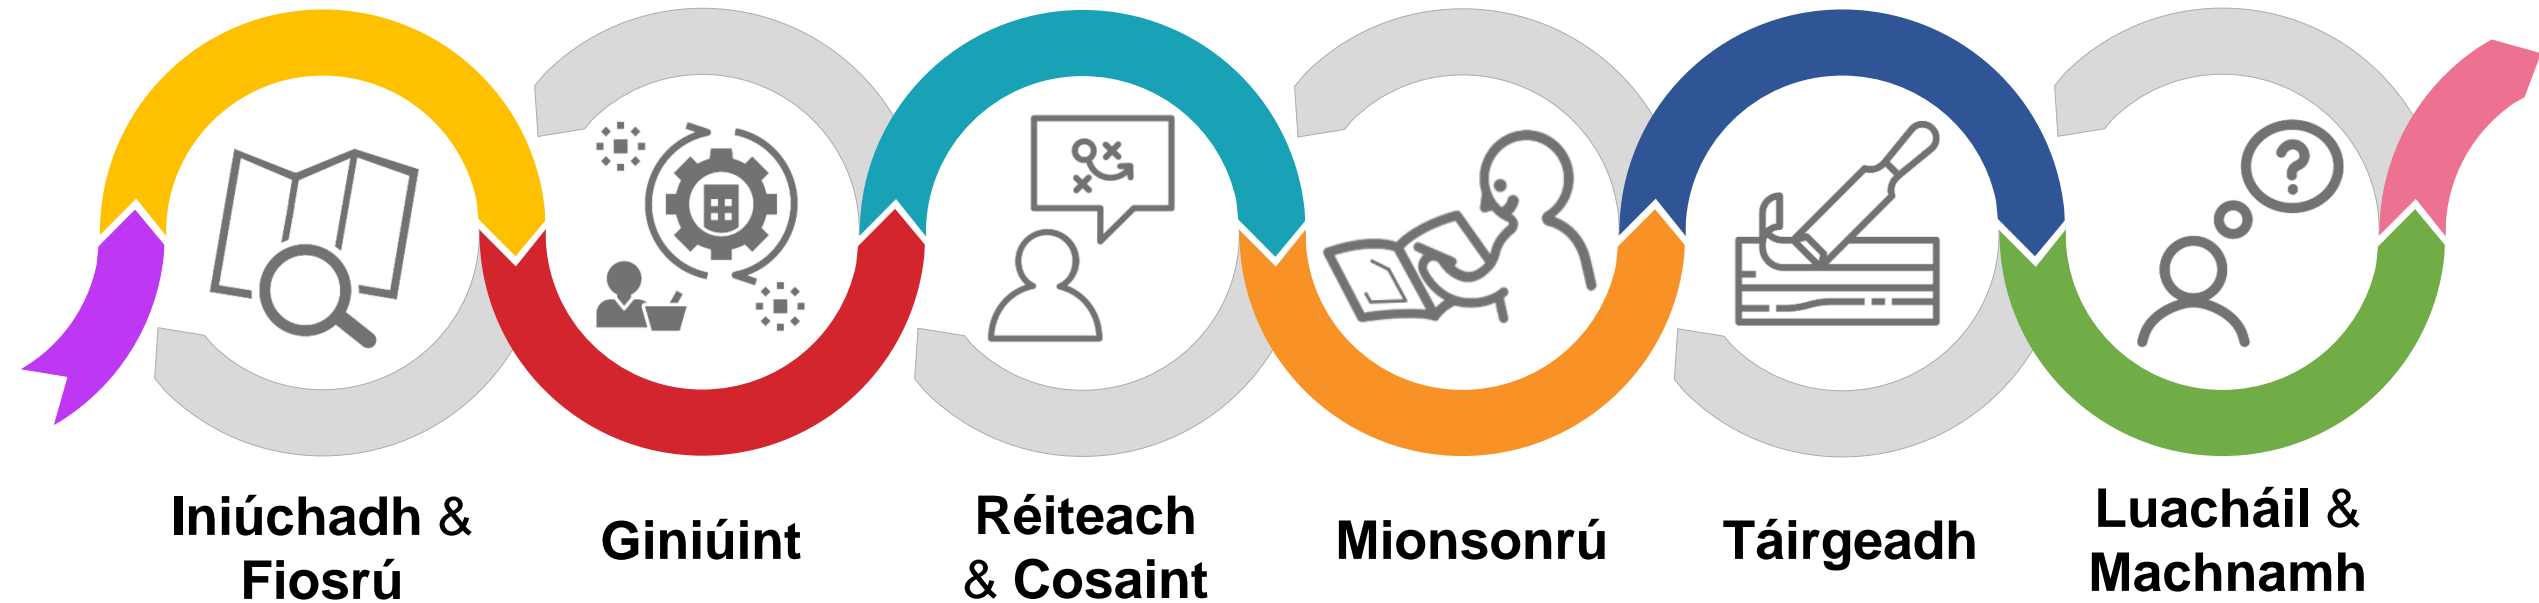 Iniúchadh &
Fiosrú
Giniúint
Réiteach
& Cosaint
Mionsonrú
Táirgeadh
Luacháil &
Machnamh